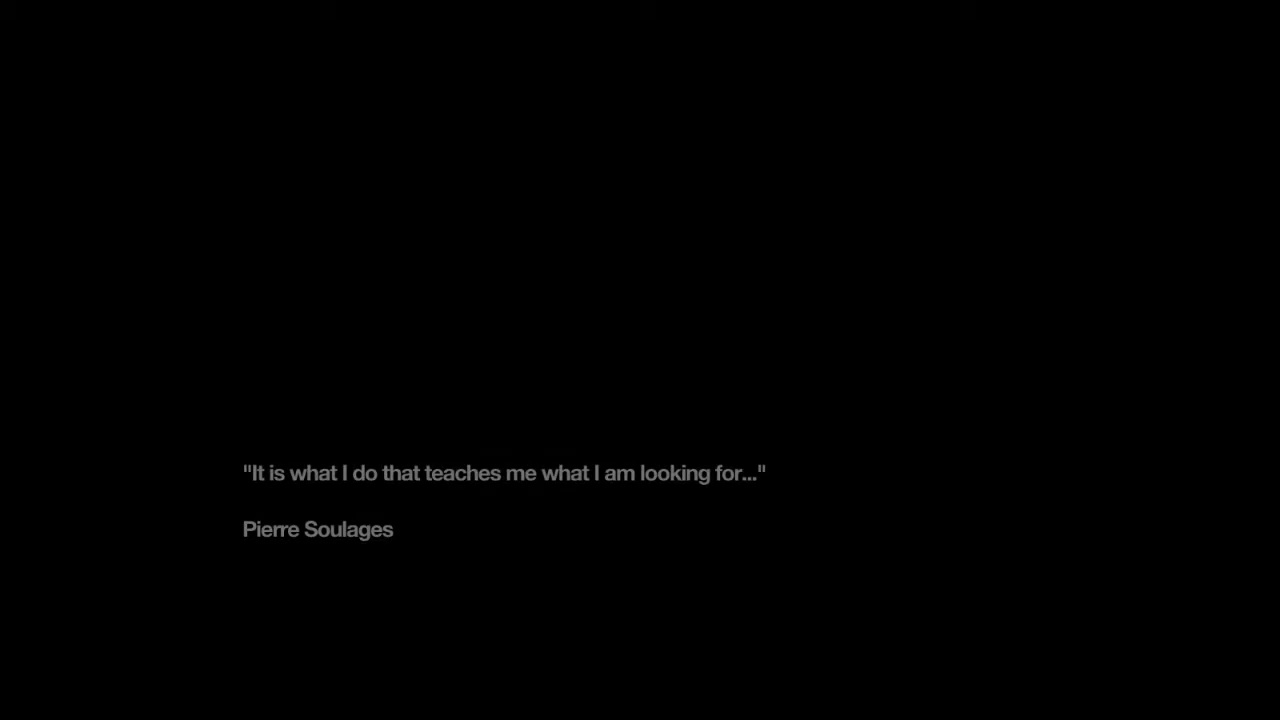 "It is what I do that teaches me what I am looking for..."
Pierre Soulages